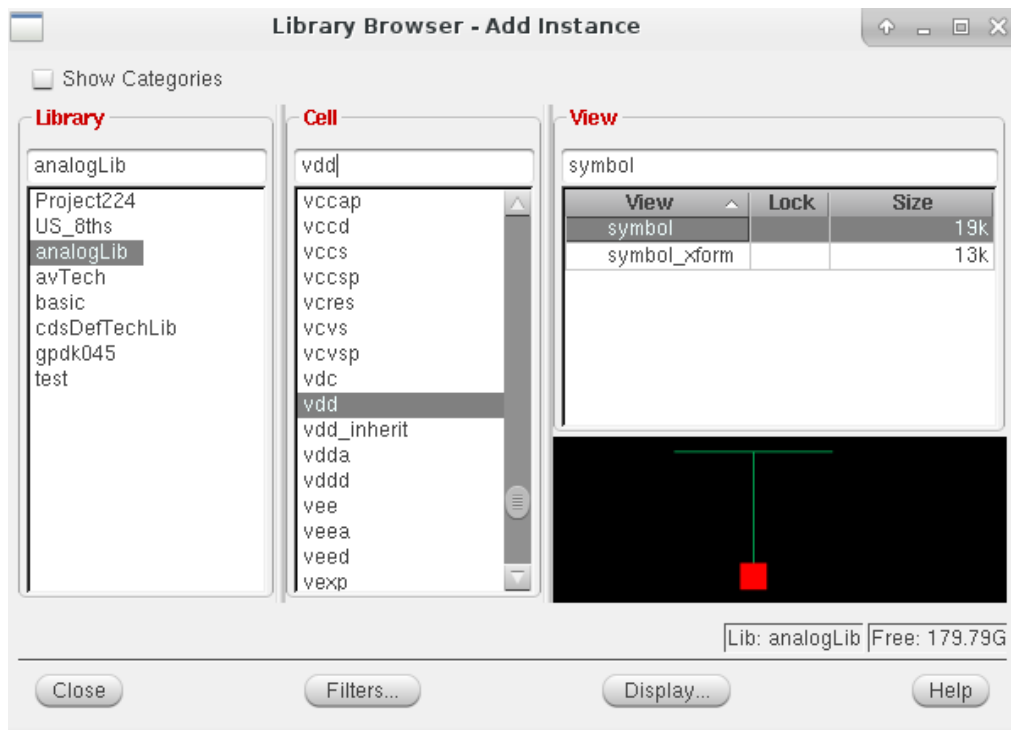 Library Browser - Add Instance
Show Categories
Library
analogLib
Project224
US_8ths
analogLib
avTech
basic
cdsDefTechLib
gpdk045
test
Cell
vdd
vccap
vccd
vccs
vccsp
vcres
vcvs
vcvsp
vdc
vdd
vdd_inherit
vdda
vddd
vee
veea
veed
vexp
View
symbol
View Lock Size
symbol 19k
symbol_xform 13k
Lib: analogLib Free: 179.79G
Close Filters... Display... Help